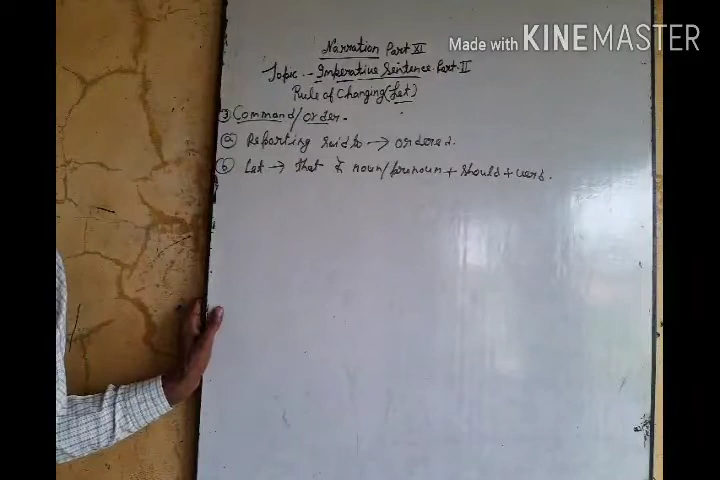 Narration Part XI
Made with KINEMASTER
Topic - Imperative Sentence Part-II
Rule of Changing (Let)
③ Command/order.
ⓐ Reporting said to → ordered.
ⓑ Let → That & noun/pronoun + should + verb.